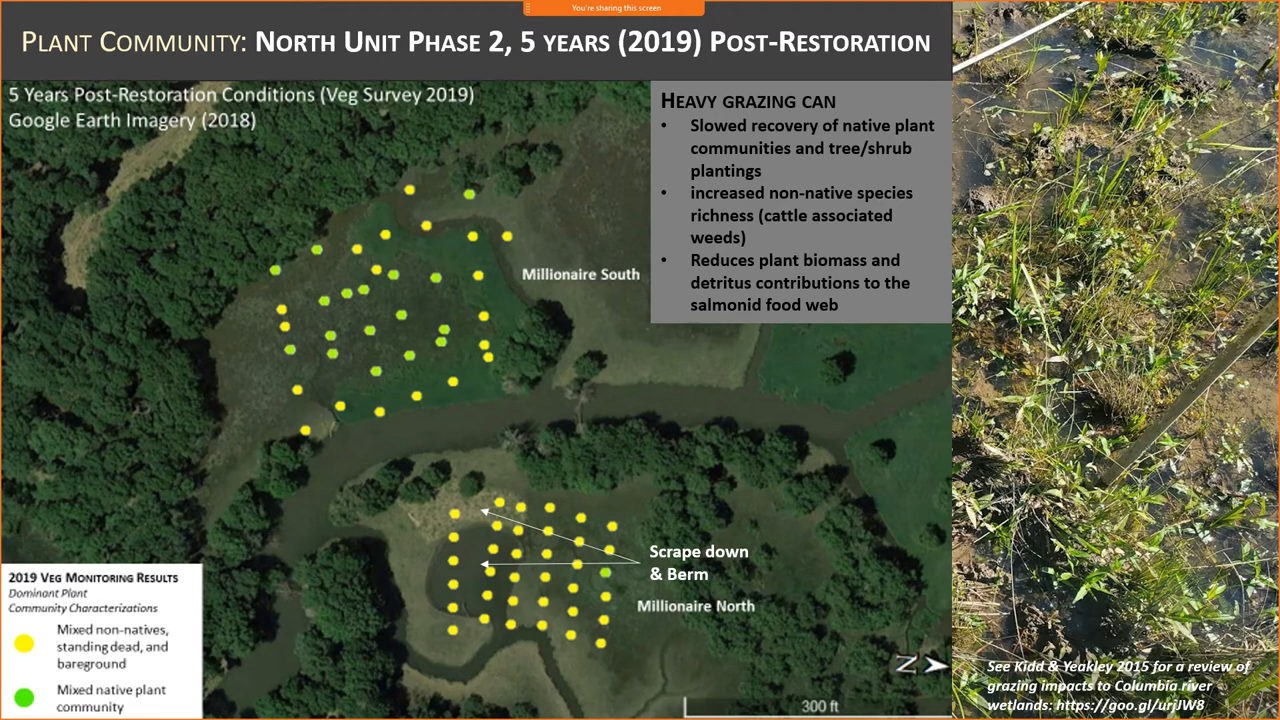 You're sharing this screen
PLANT COMMUNITY: NORTH UNIT PHASE 2, 5 YEARS (2019) POST-RESTORATION
5 Years Post-Restoration Conditions (Veg Survey 2019)
Google Earth Imagery (2018)
HEAVY GRAZING CAN
• Slowed recovery of native plant
communities and tree/shrub
plantings
• increased non-native species
richness (cattle associated
weeds)
• Reduces plant biomass and
detritus contributions to the
salmonid food web
Millionaire South
Scrape down
& Berm
Millionaire North
2019 VEG MONITORING RESULTS
Dominant Plant
Community Characterizations
Mixed non-natives,
standing dead, and
bareground
Mixed native plant
community
N
300 ft
See Kidd & Yeakley 2015 for a review of
grazing impacts to Columbia river
wetlands: https://goo.gl/urjJW8